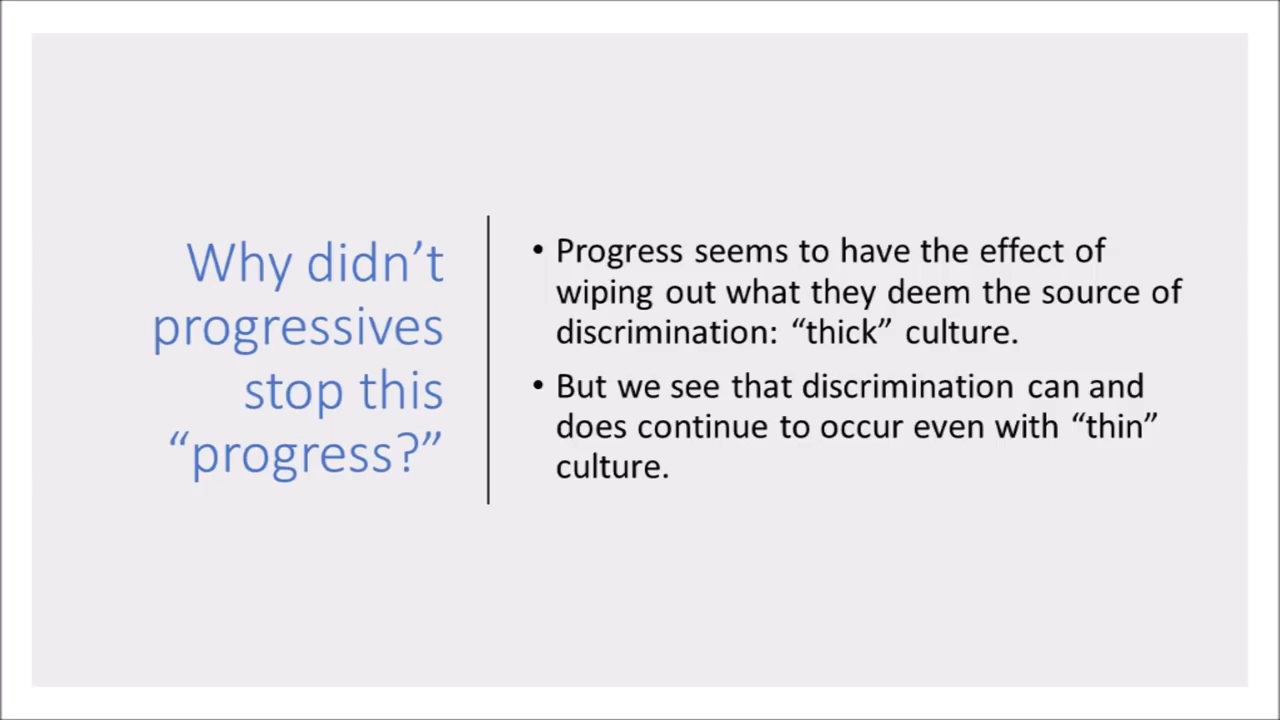 Why didn’t
progressives
stop this
“progress?”
• Progress seems to have the effect of
wiping out what they deem the source of
discrimination: “thick” culture.
• But we see that discrimination can and
does continue to occur even with “thin”
culture.